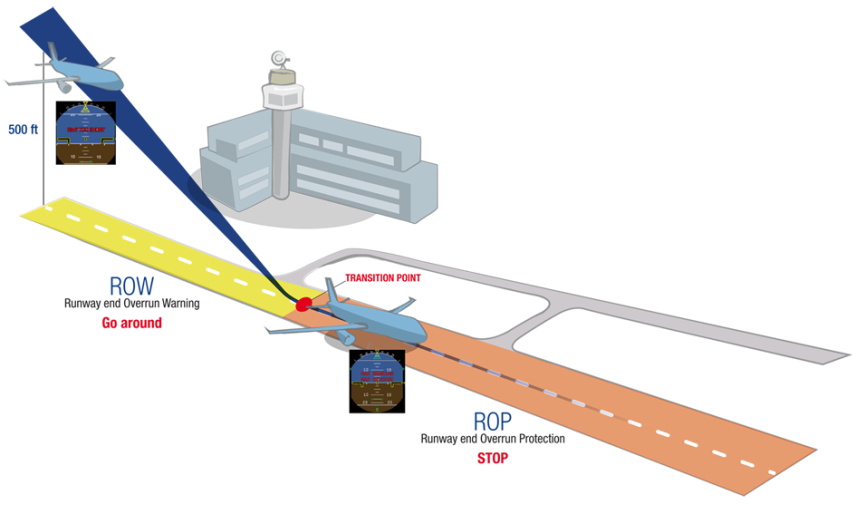 500 ft
TRANSITION POINT
ROW
Runway end Overrun Warning
Go around
ROP
Runway end Overrun Protection
STOP